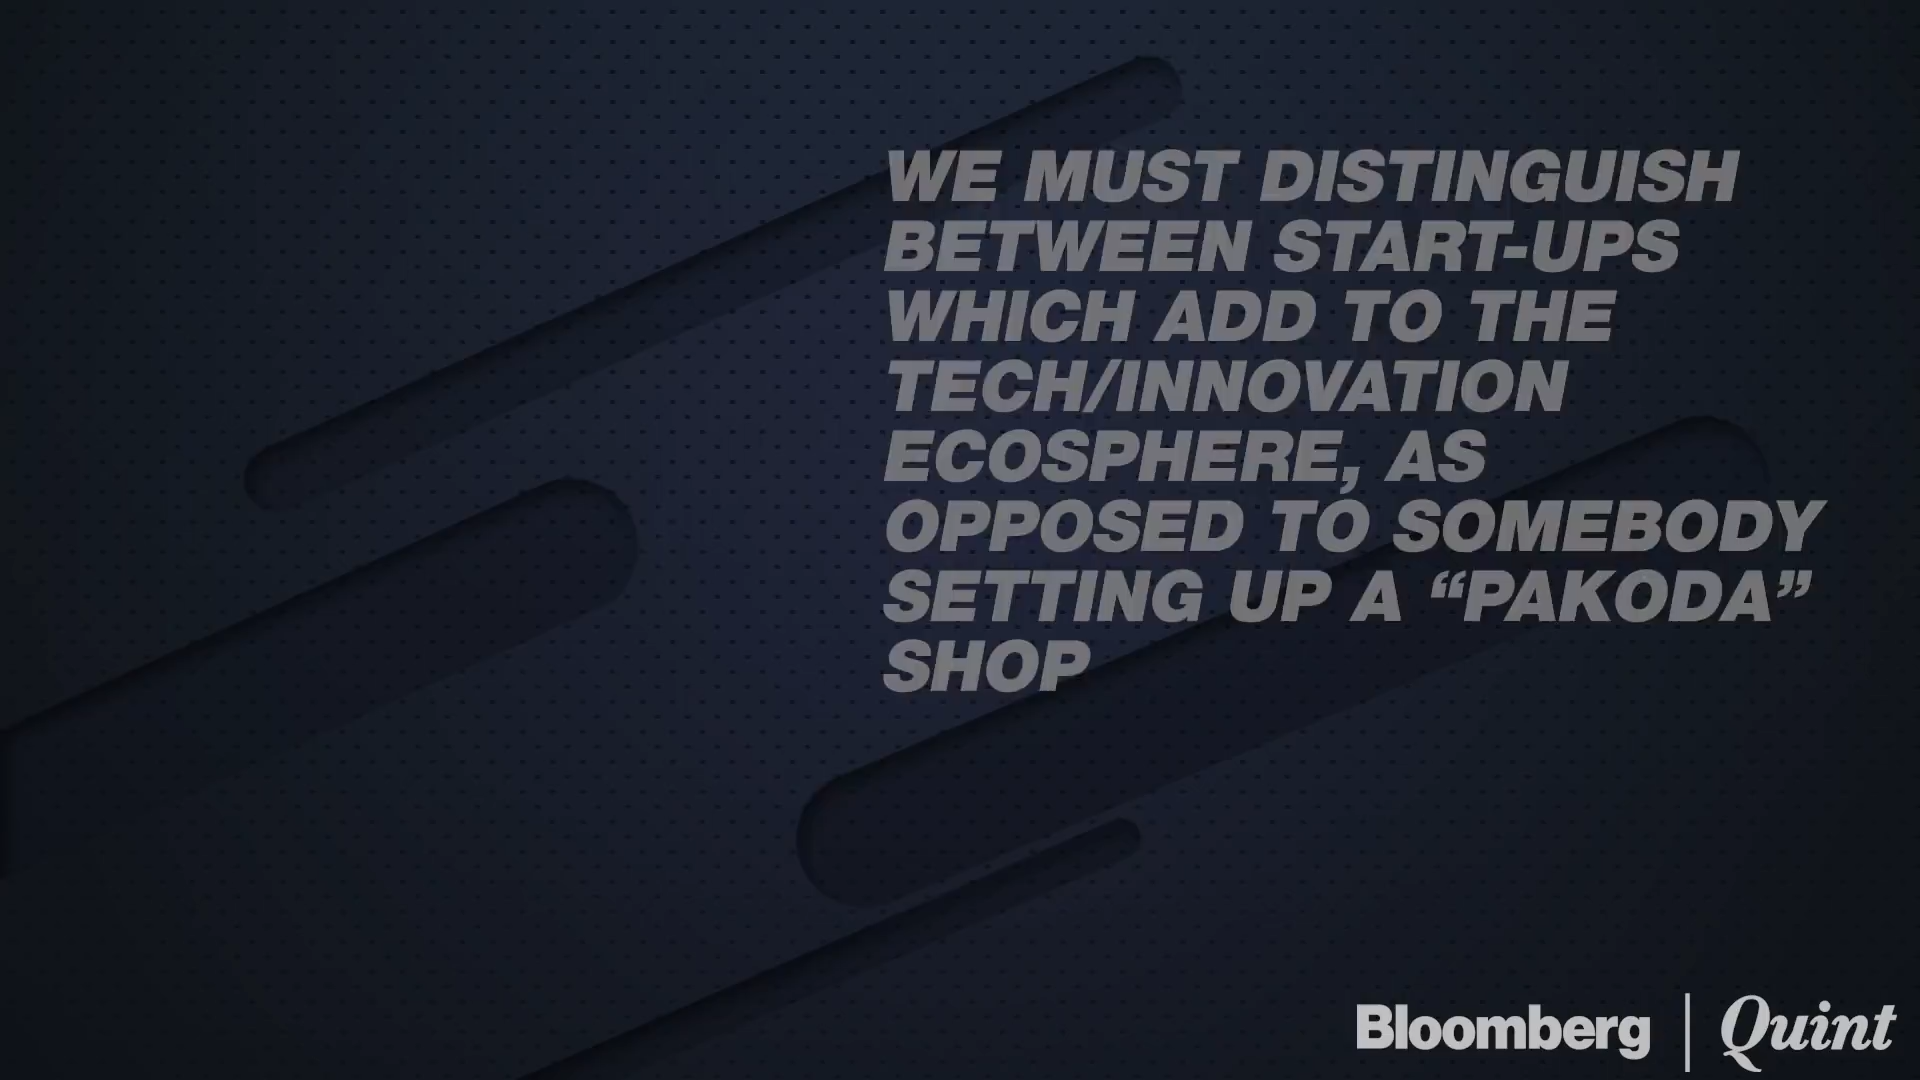 WE MUST DISTINGUISH
BETWEEN START-UPS
WHICH ADD TO THE
TECH/INNOVATION
ECOSPHERE, AS
OPPOSED TO SOMEBODY
SETTING UP A “PAKODA”
SHOP
Bloomberg | Quint